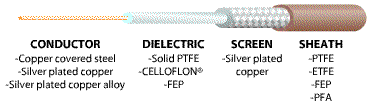 CONDUCTOR
-Copper covered steel
-Silver plated copper
-Silver plated copper alloy
DIELECTRIC
-Solid PTFE
-CELLOFLON®
-FEP
SCREEN
-Silver plated
copper
SHEATH
-PTFE
-ETFE
-FEP
-PFA